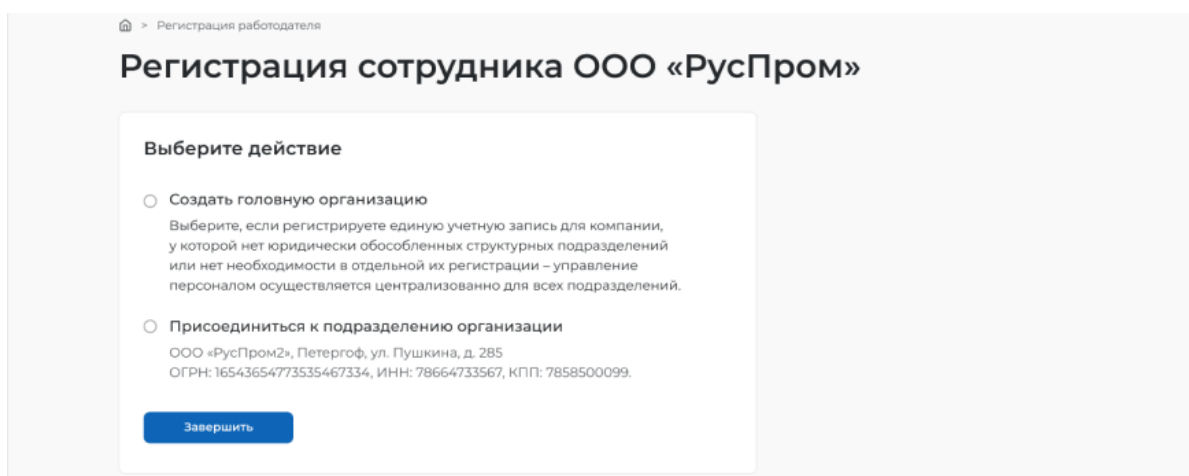 > Регистрация работодателя
Регистрация сотрудника ООО «РусПром»
Выберите действие
Создать головную организацию
Выберите, если регистрируете единую учетную запись для компании,
у которой нет юридически обособленных структурных подразделений
или нет необходимости в отдельной их регистрации – управление
персоналом осуществляется централизованно для всех подразделений.
Присоединиться к подразделению организации
ООО «РусПром2», Петергоф, ул. Пушкина, д. 285
ОГРН: 16543654773535467334, ИНН: 78664733567, КПП: 7858500099.
Завершить